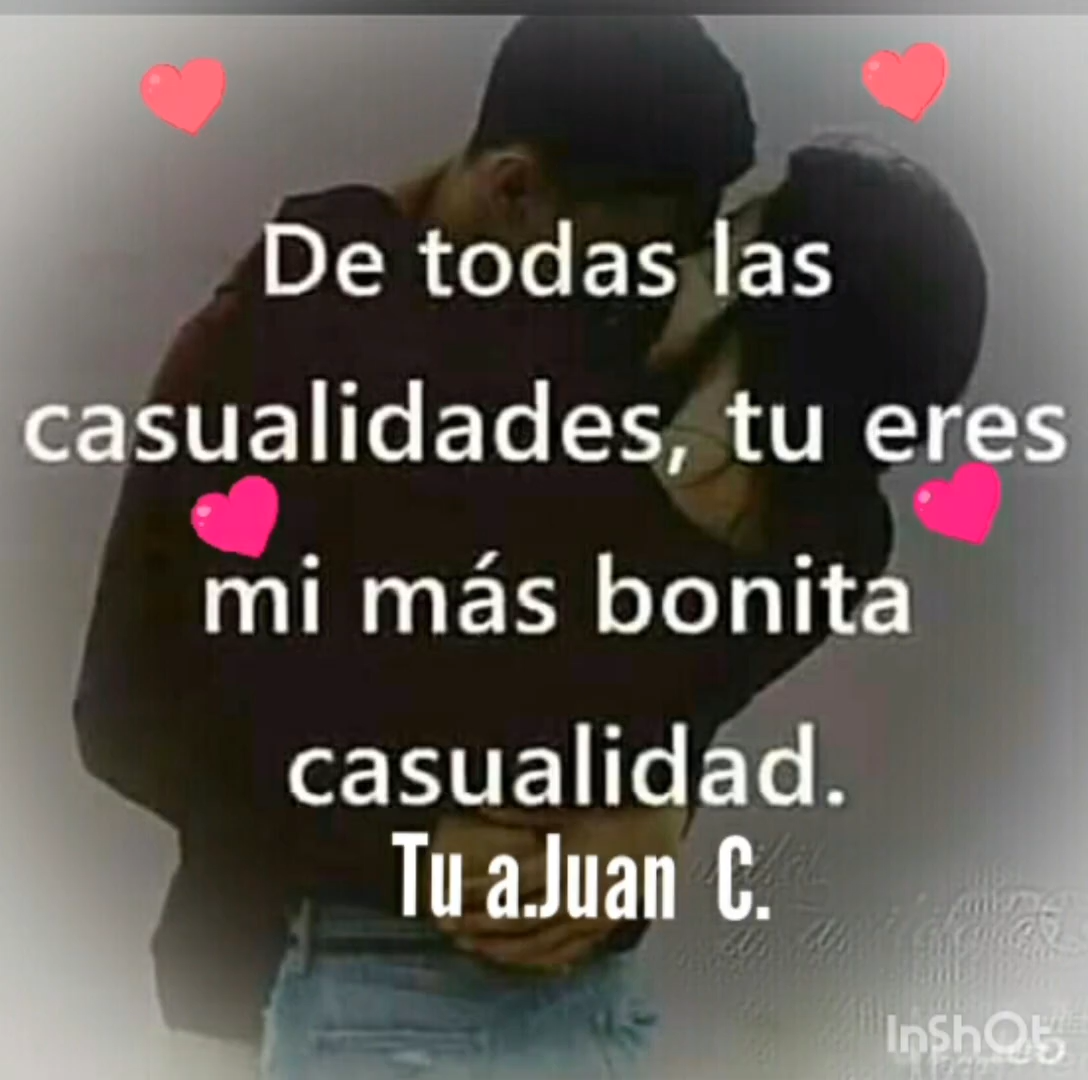 De todas las
casualidades, tu eres
mi más bonita
casualidad.
Tu a.Juan C.
InShOt